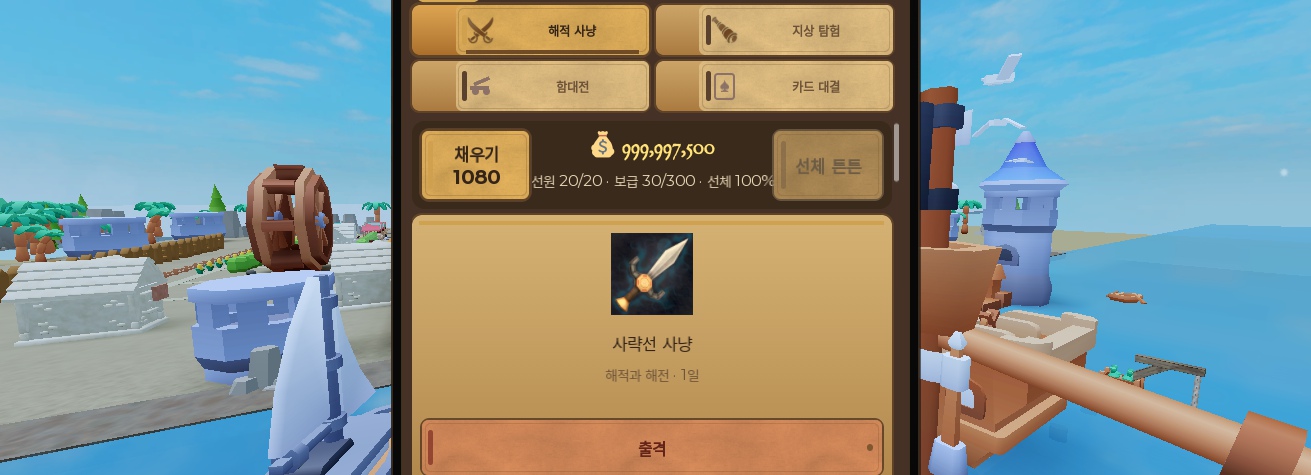 해적 사냥
지상 탐험
함대전
카드 대결
채우기
1080
999,997,500
선원 20/20 · 보급 30/300 · 선체 100%
선체 튼튼
사략선 사냥
해적과 해전 · 1일
출격